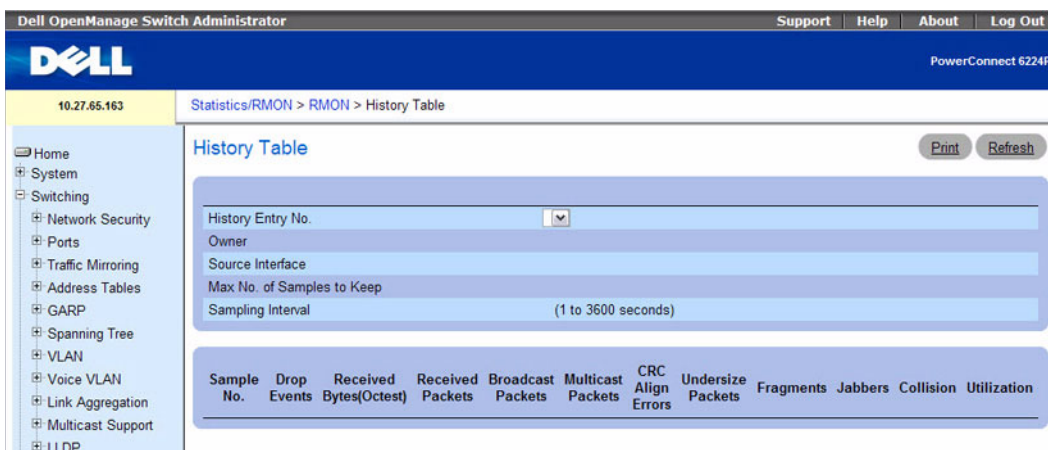 Dell OpenManage Switch Administrator
Support Help About Log Out
DELL
PowerConnect 6224
10.27.65.163
Statistics/RMON > RMON > History Table
Home
System
Switching
Network Security
Ports
Traffic Mirroring
Address Tables
GARP
Spanning Tree
VLAN
Voice VLAN
Link Aggregation
Multicast Support
LLDP
History Table
Print Refresh
History Entry No.
Owner
Source Interface
Max No. of Samples to Keep
Sampling Interval (1 to 3600 seconds)
Sample No. Drop Events Received Bytes(Octest) Received Packets Broadcast Packets Multicast Packets CRC Align Errors Undersize Packets Fragments Jabbers Collision Utilization